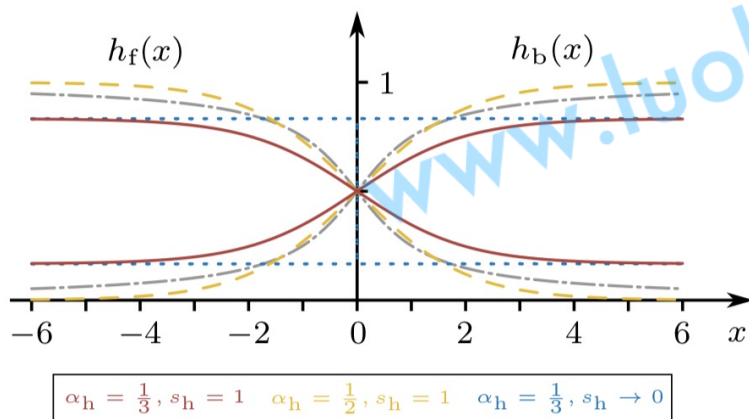 h_f(x) h_b(x)
1
www.luo
−6 −4 −2 0 2 4 6 x
α_h = 1/3, s_h = 1 α_h = 1/2, s_h = 1 α_h = 1/3, s_h → 0